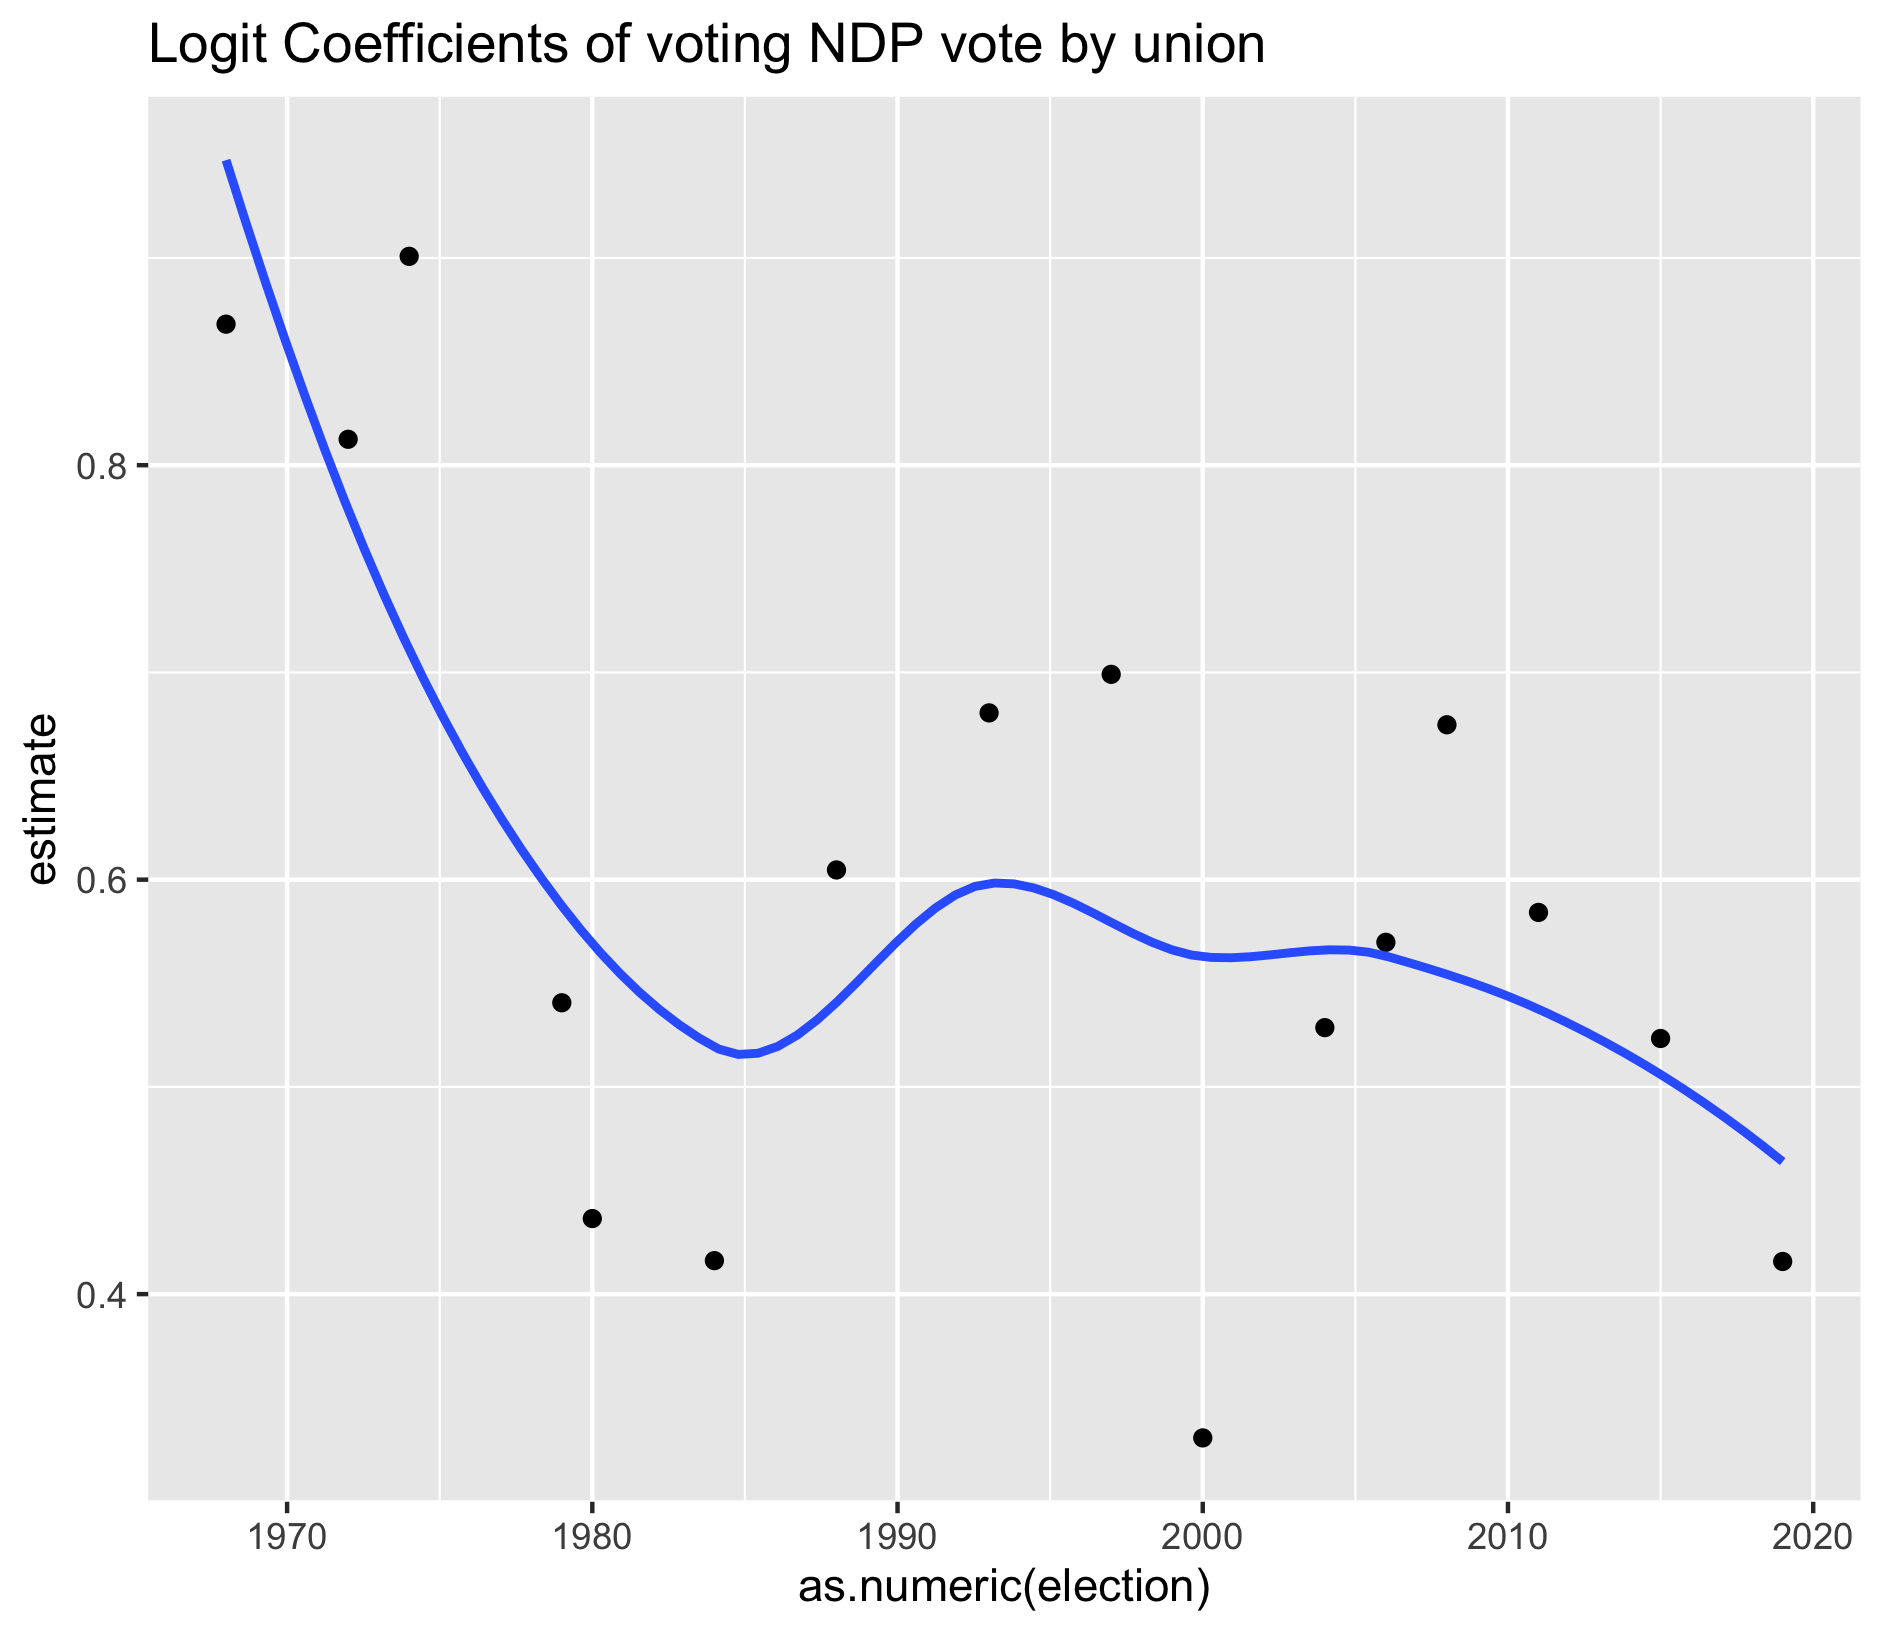 Logit Coefficients of voting NDP vote by union
estimate
0.8
0.6
0.4
1970 1980 1990 2000 2010 2020
as.numeric(election)